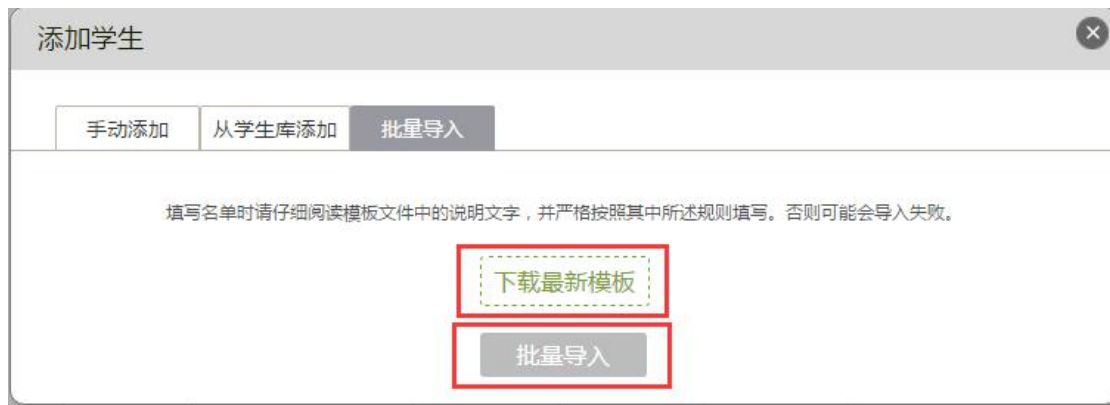 添加学生
手动添加 从学生库添加 批量导入
填写名单时请仔细阅读模板文件中的说明文字，并严格按照其中所述规则填写。否则可能会导入失败。
下载最新模板
批量导入